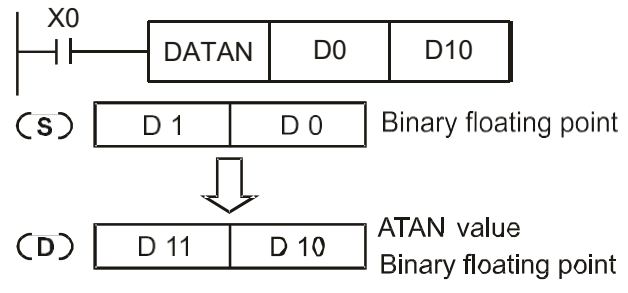 X0
DATAN D0 D10
(S) D 1 D 0 Binary floating point
(D) D 11 D 10 ATAN value
Binary floating point